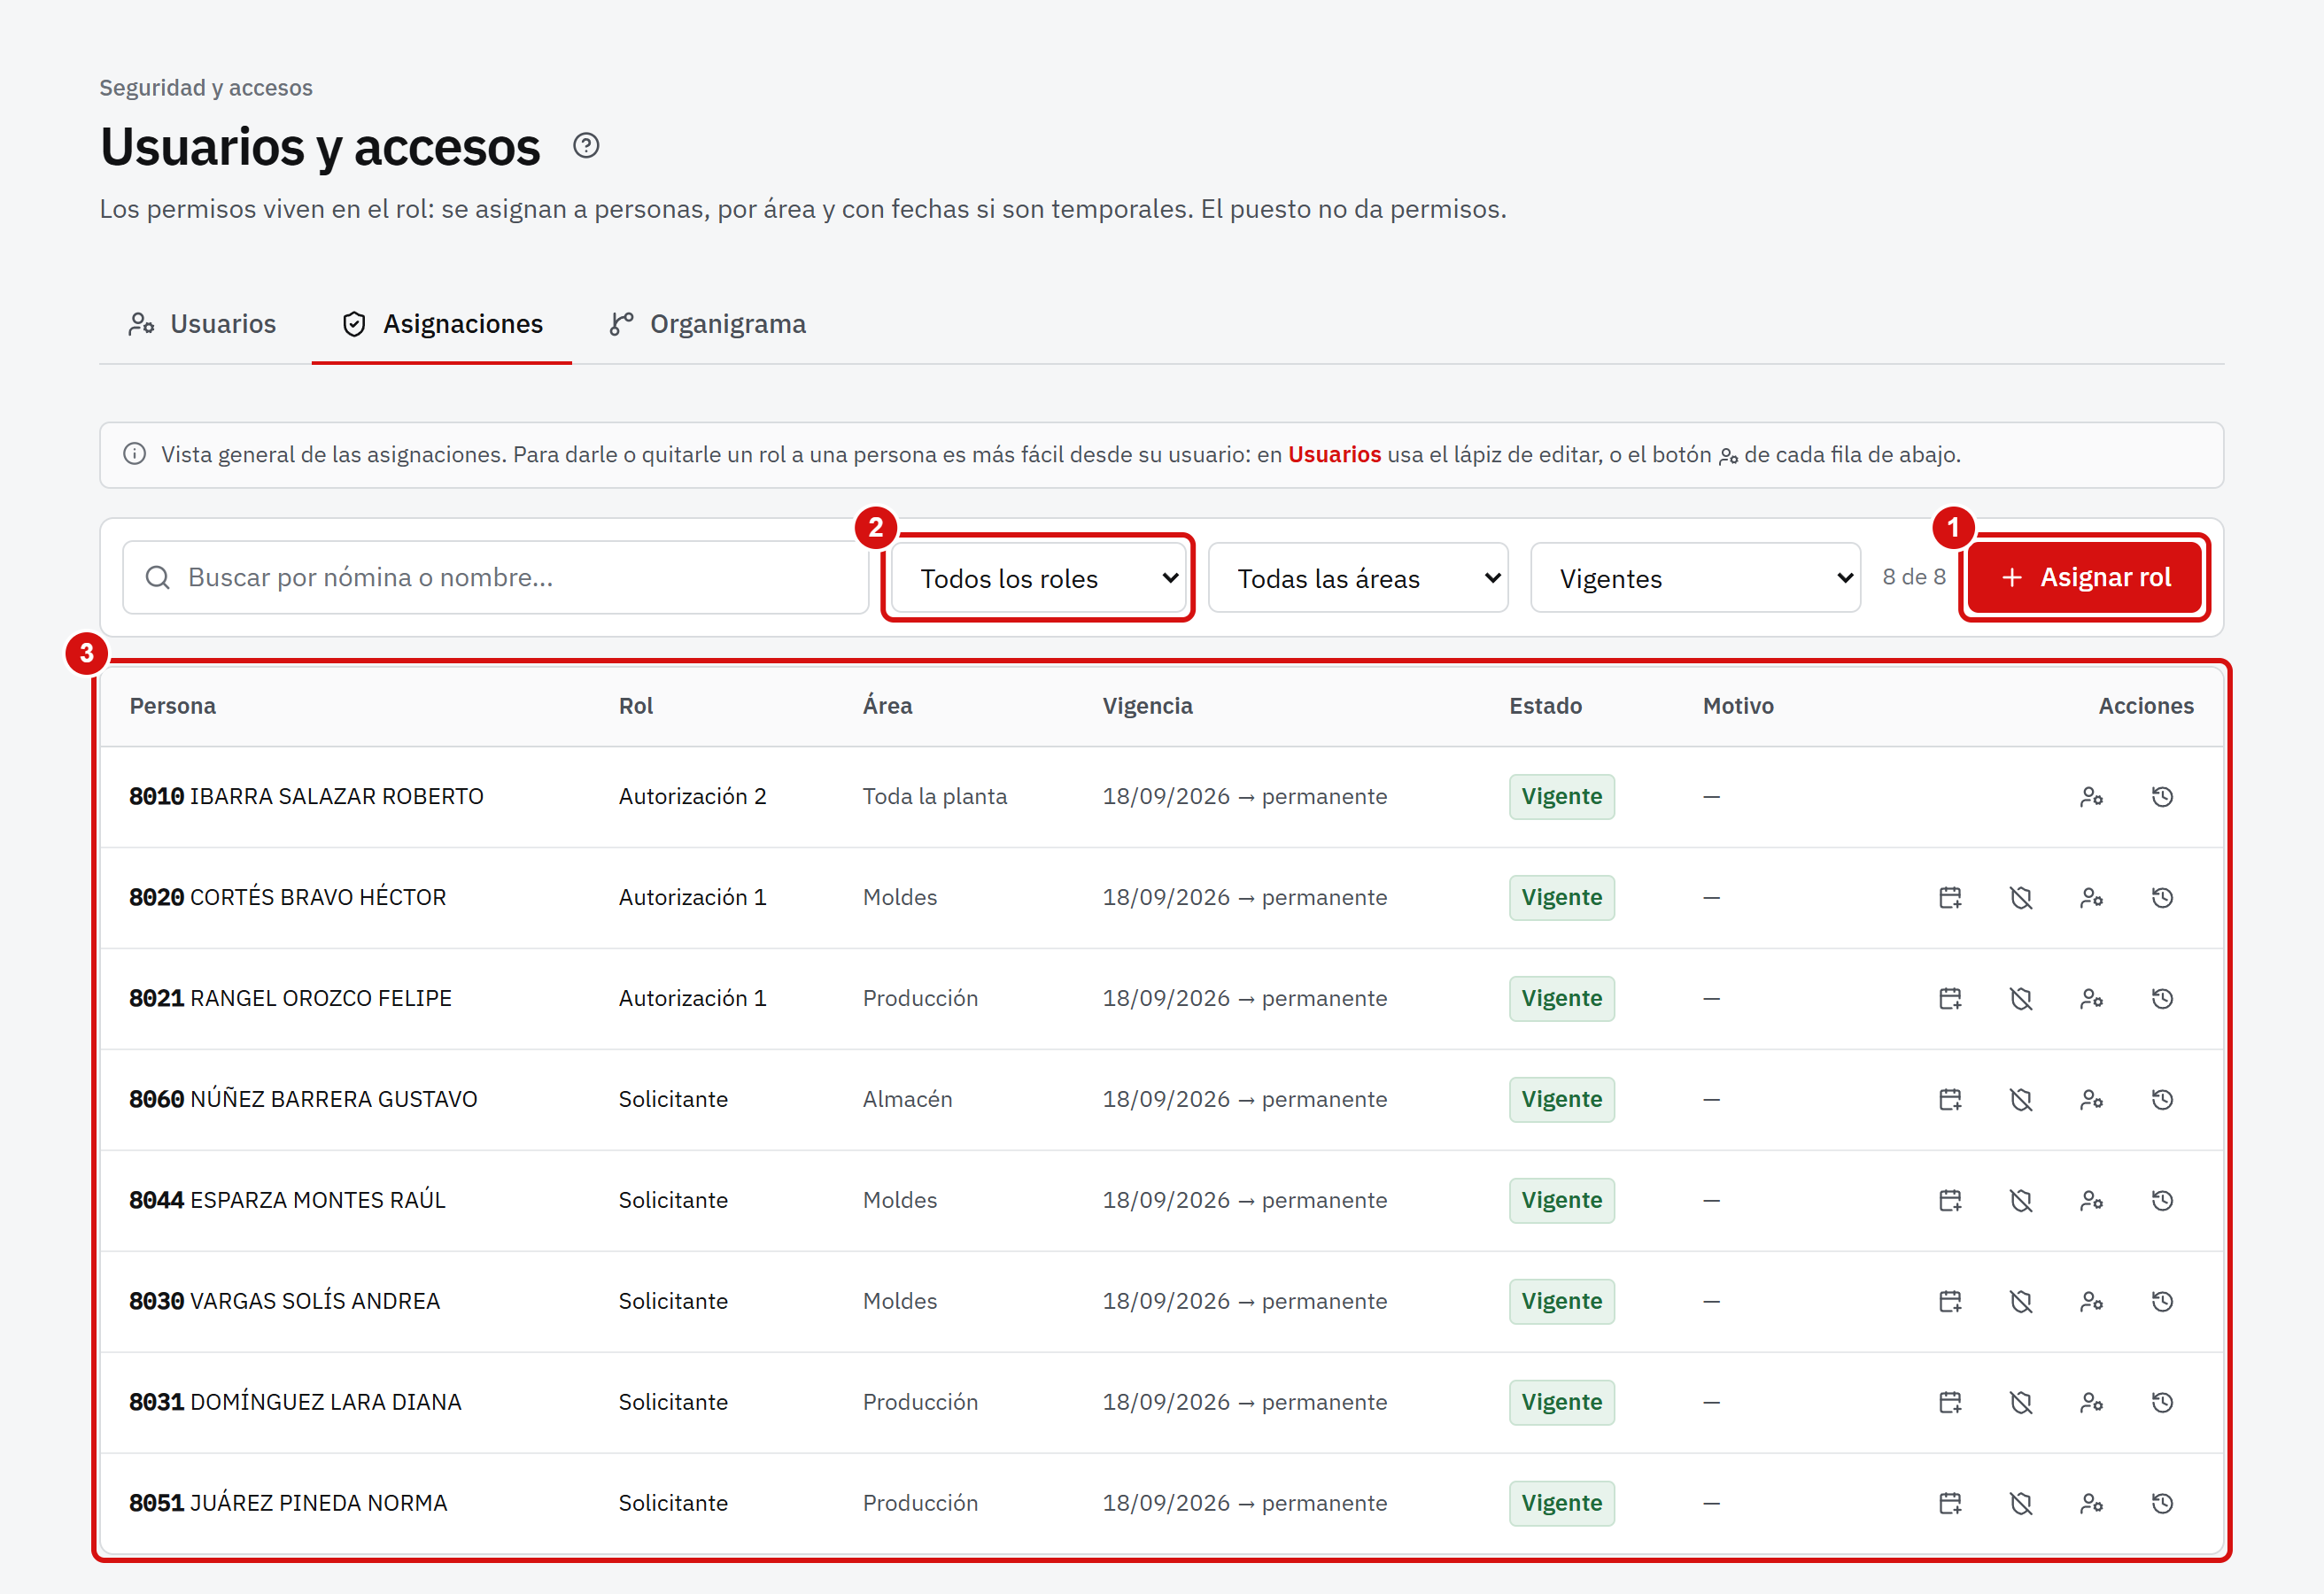 Seguridad y accesos
Usuarios y accesos
Los permisos viven en el rol: se asignan a personas, por área y con fechas si son temporales. El puesto no da permisos.
Usuarios Asignaciones Organigrama
Vista general de las asignaciones. Para darle o quitarle un rol a una persona es más fácil desde su usuario: en Usuarios usa el lápiz de editar, o el botón de cada fila de abajo.
2 1
Buscar por nómina o nombre... Todos los roles Todas las áreas Vigentes 8 de 8 + Asignar rol
3
Persona Rol Área Vigencia Estado Motivo Acciones
8010 IBARRA SALAZAR ROBERTO Autorización 2 Toda la planta 18/09/2026 → permanente Vigente —
8020 CORTÉS BRAVO HÉCTOR Autorización 1 Moldes 18/09/2026 → permanente Vigente —
8021 RANGEL OROZCO FELIPE Autorización 1 Producción 18/09/2026 → permanente Vigente —
8060 NÚÑEZ BARRERA GUSTAVO Solicitante Almacén 18/09/2026 → permanente Vigente —
8044 ESPARZA MONTES RAÚL Solicitante Moldes 18/09/2026 → permanente Vigente —
8030 VARGAS SOLÍS ANDREA Solicitante Moldes 18/09/2026 → permanente Vigente —
8031 DOMÍNGUEZ LARA DIANA Solicitante Producción 18/09/2026 → permanente Vigente —
8051 JUÁREZ PINEDA NORMA Solicitante Producción 18/09/2026 → permanente Vigente —